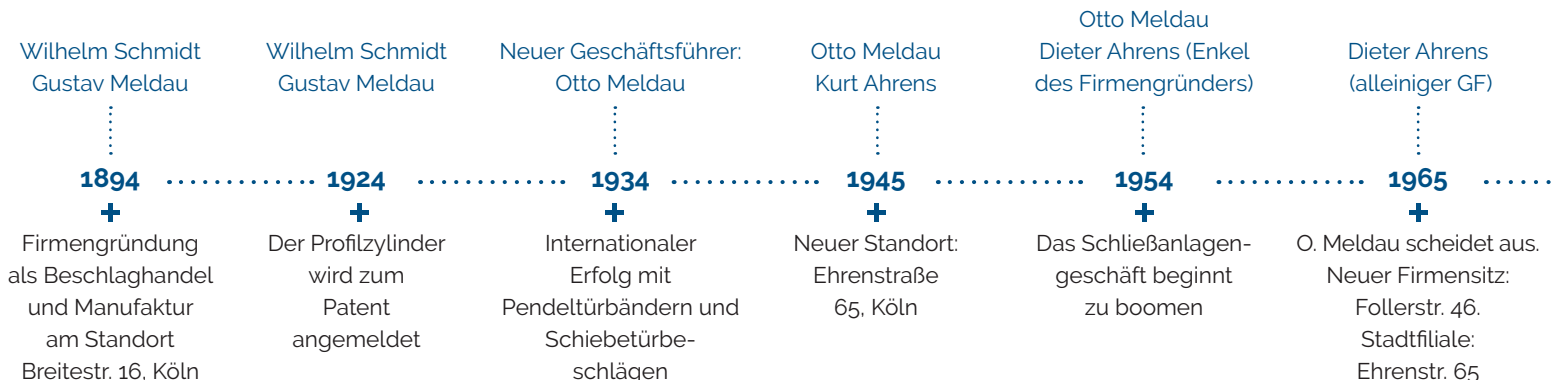 Wilhelm Schmidt
Gustav Meldau
1894
Firmengründung
als Beschlaghandel
und Manufaktur
am Standort
Breitestr. 16, Köln
Wilhelm Schmidt
Gustav Meldau
1924
Der Profilzylinder
wird zum
Patent
angemeldet
Neuer Geschäftsführer:
Otto Meldau
1934
Internationaler
Erfolg mit
Pendeltürbändern und
Schiebetürbe-
schlägen
Otto Meldau
Kurt Ahrens
1945
Neuer Standort:
Ehrenstraße
65, Köln
Otto Meldau
Dieter Ahrens (Enkel
des Firmengründers)
1954
Das Schließanlagen-
geschäft beginnt
zu boomen
Dieter Ahrens
(alleiniger GF)
1965
O. Meldau scheidet aus.
Neuer Firmensitz:
Follerstr. 46.
Stadtfiliale:
Ehrenstr. 65